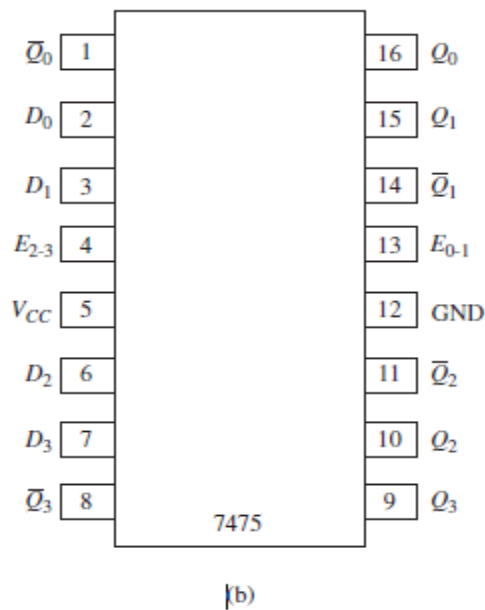 Q̅₀ 1 16 Q₀
D₀ 2 15 Q₁
D₁ 3 14 Q̅₁
E₂₋₃ 4 13 E₀₋₁
V_CC 5 12 GND
D₂ 6 11 Q̅₂
D₃ 7 10 Q₂
Q̅₃ 8 9 Q₃
7475
(b)